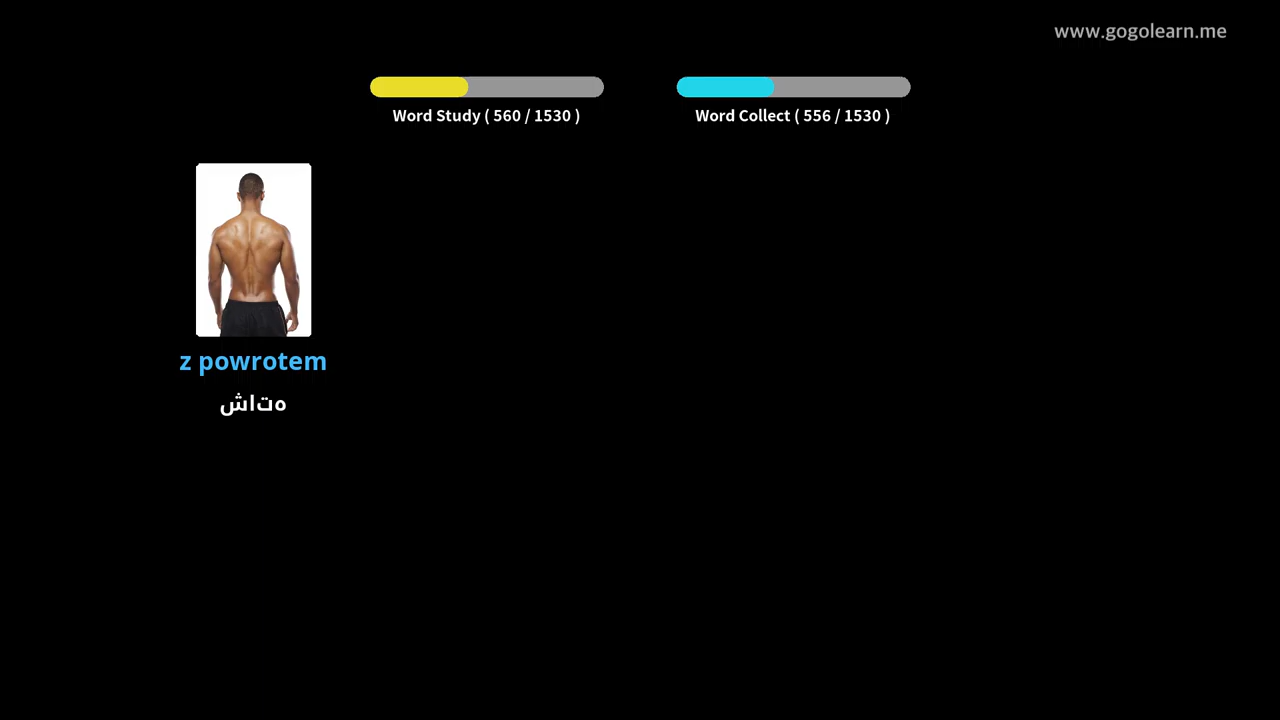 www.gogolearn.me
Word Study ( 560 / 1530 )
Word Collect ( 556 / 1530 )
z powrotem
هتاش